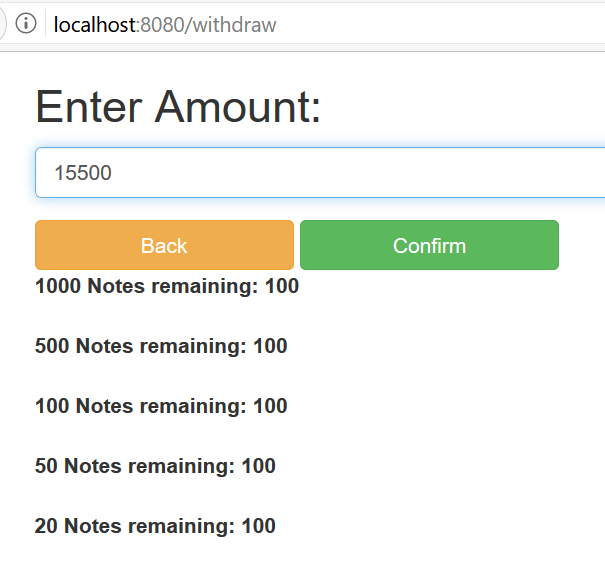 localhost:8080/withdraw
Enter Amount:
15500
Back Confirm
1000 Notes remaining: 100
500 Notes remaining: 100
100 Notes remaining: 100
50 Notes remaining: 100
20 Notes remaining: 100